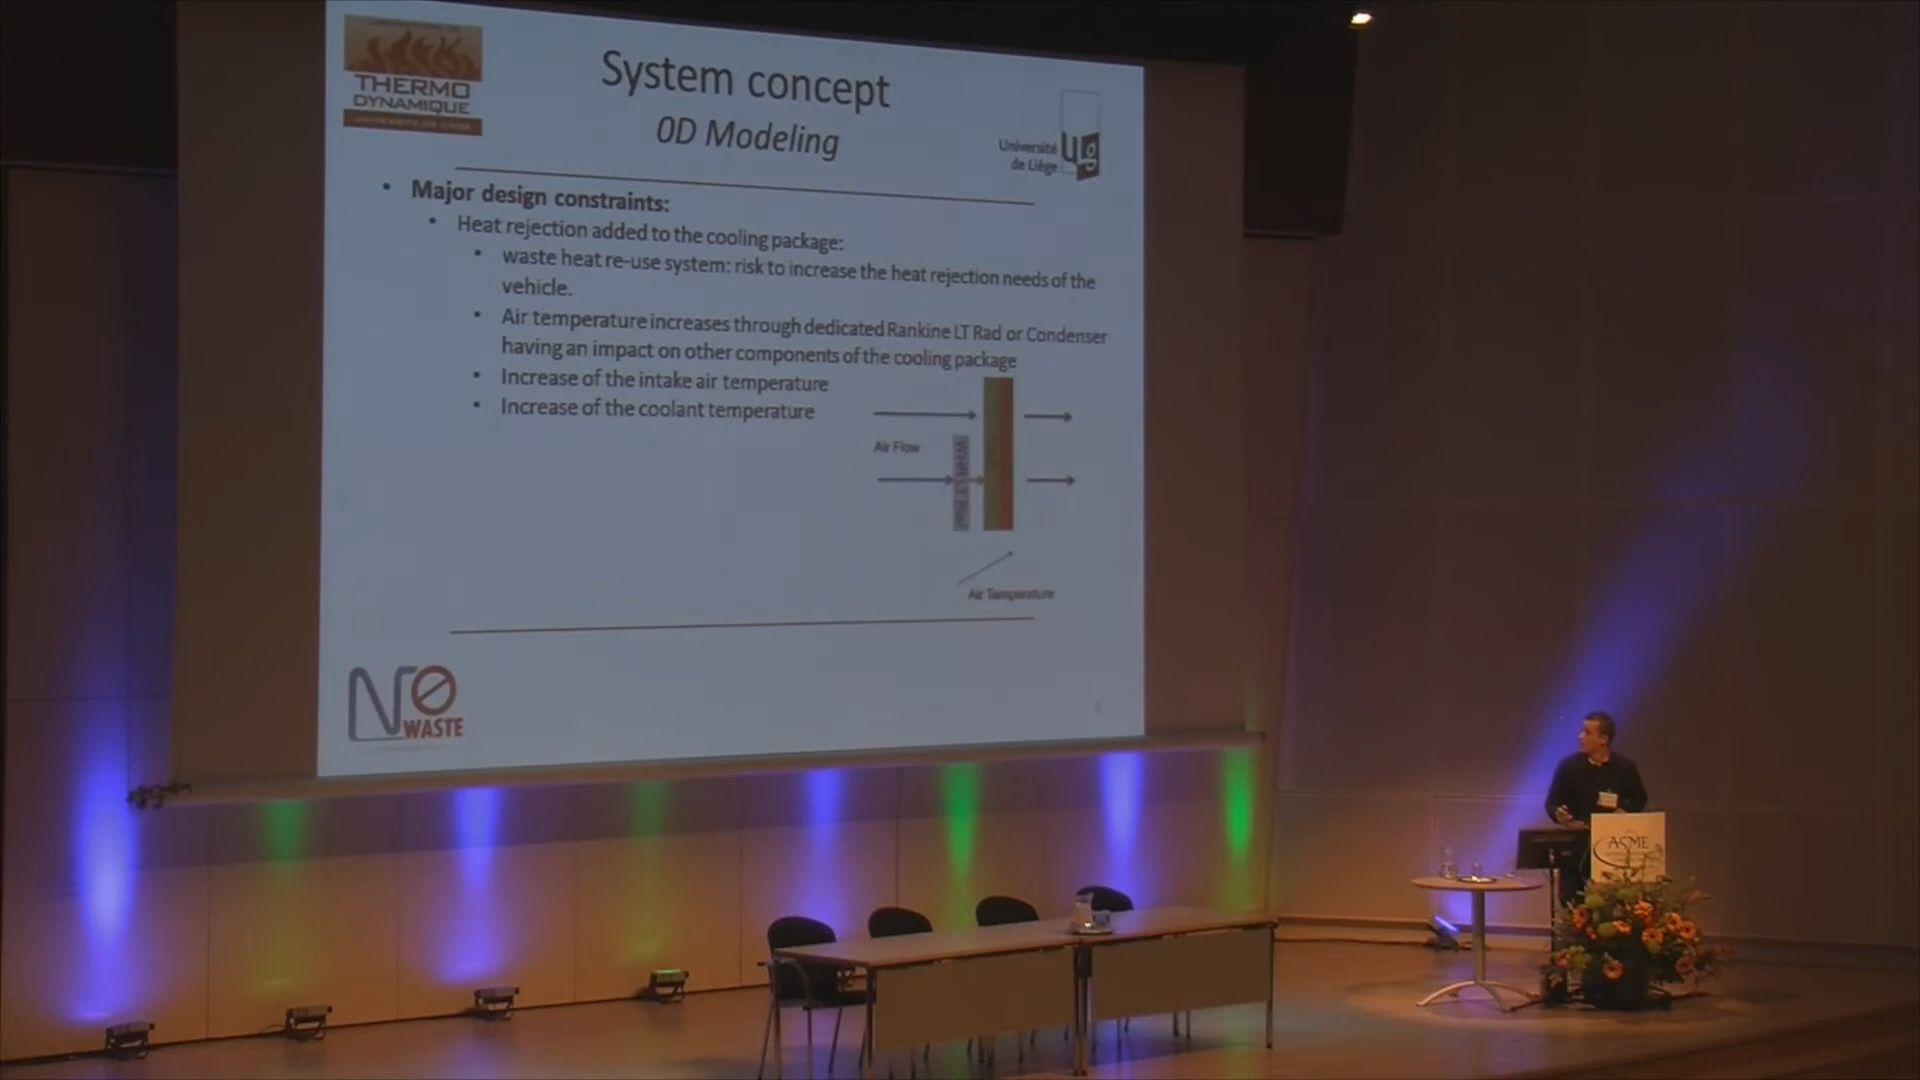 THERMO
DYNAMIQUE
UNIVERSITE DE LIEGE
System concept
0D Modeling
Université
de Liège
• Major design constraints:
• Heat rejection added to the cooling package:
• waste heat re-use system: risk to increase the heat rejection needs of the
vehicle.
• Air temperature increases through dedicated Rankine LT Rad or Condenser
having an impact on other components of the cooling package
• Increase of the intake air temperature
• Increase of the coolant temperature
Air Flow
Air Temperature
NO
WASTE
ASME